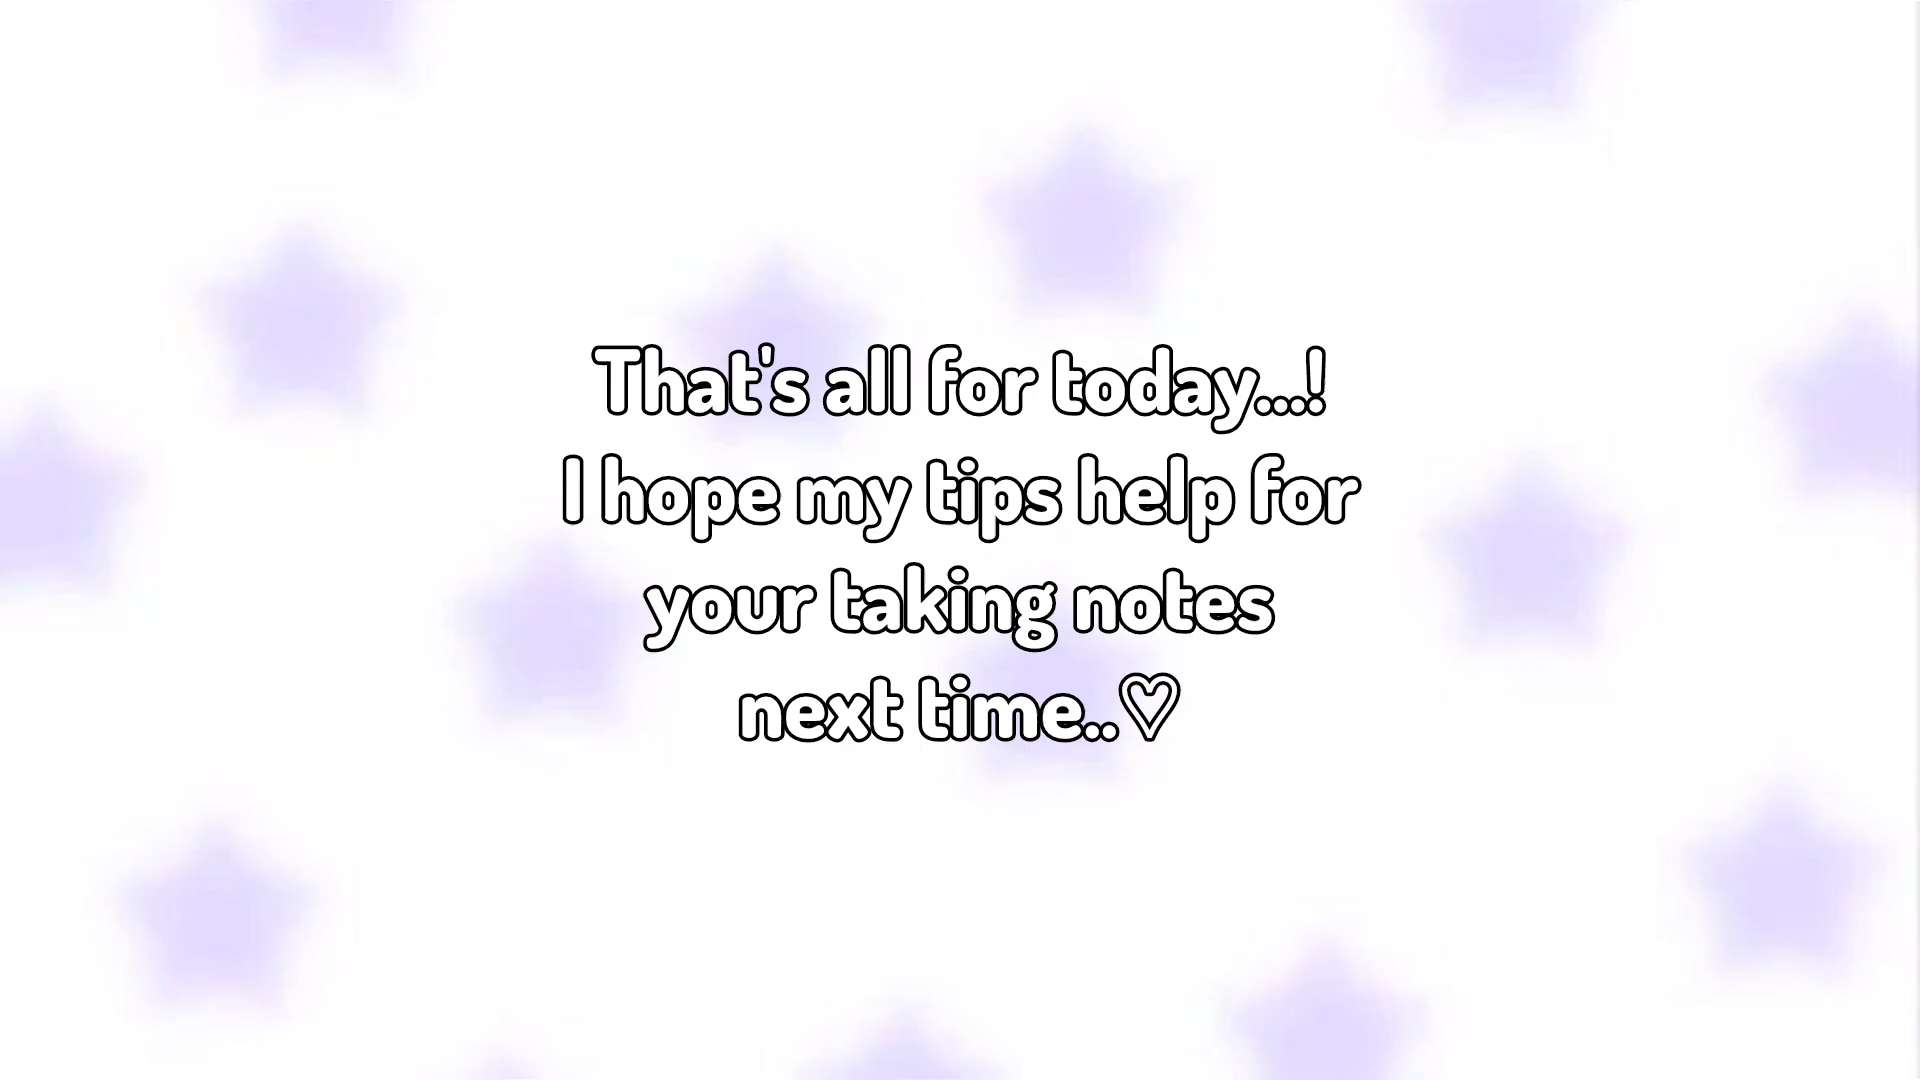 That's all for today...!
I hope my tips help for
your taking notes
next time..♡